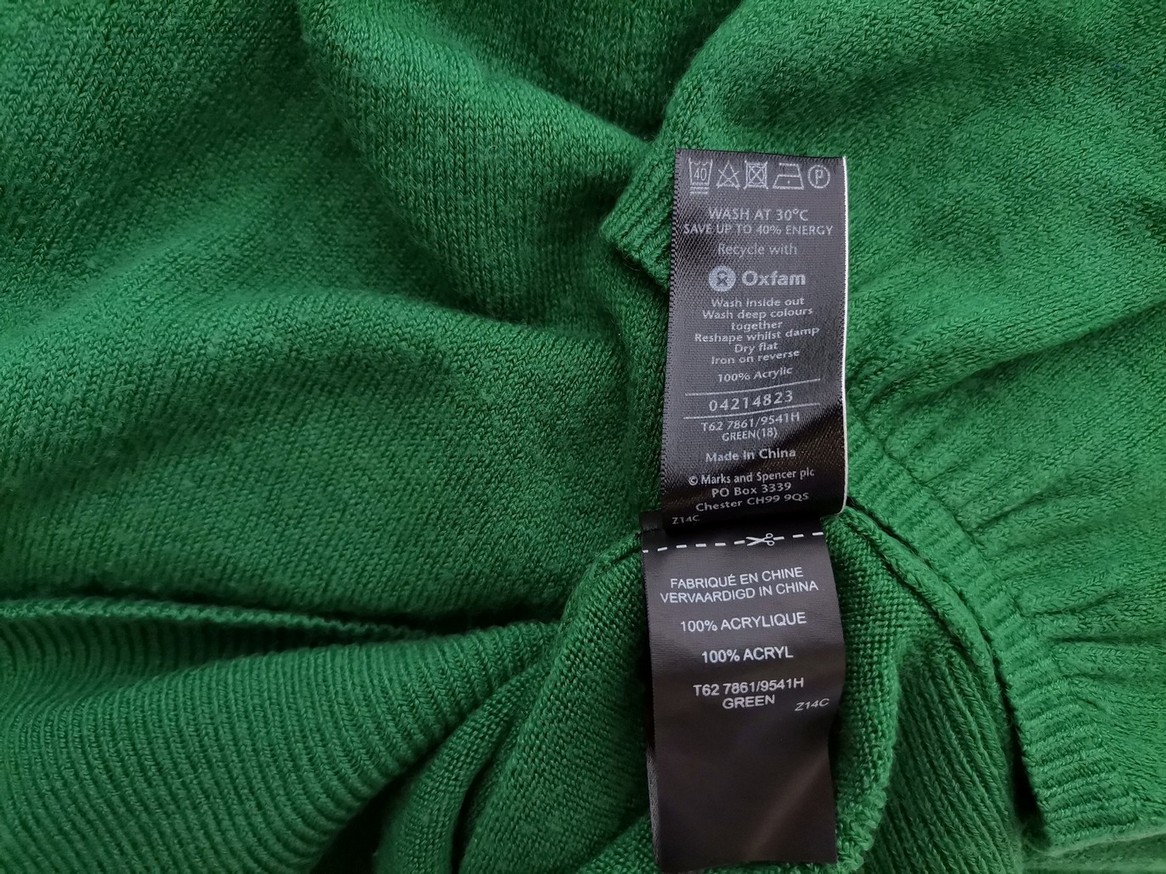 40 P
WASH AT 30°C
SAVE UP TO 40% ENERGY
Recycle with
Oxfam
Wash inside out
Wash deep colours
together
Reshape whilst damp
Dry flat
Iron on reverse
100% Acrylic
04214823
T62 7861/9541H
GREEN(18)
Made in China
© Marks and Spencer plc
PO Box 3339
Chester CH99 9QS
Z14C
FABRIQUÉ EN CHINE
VERVAARDIGD IN CHINA
100% ACRYLIQUE
100% ACRYL
T62 7861/9541H
GREEN
Z14C